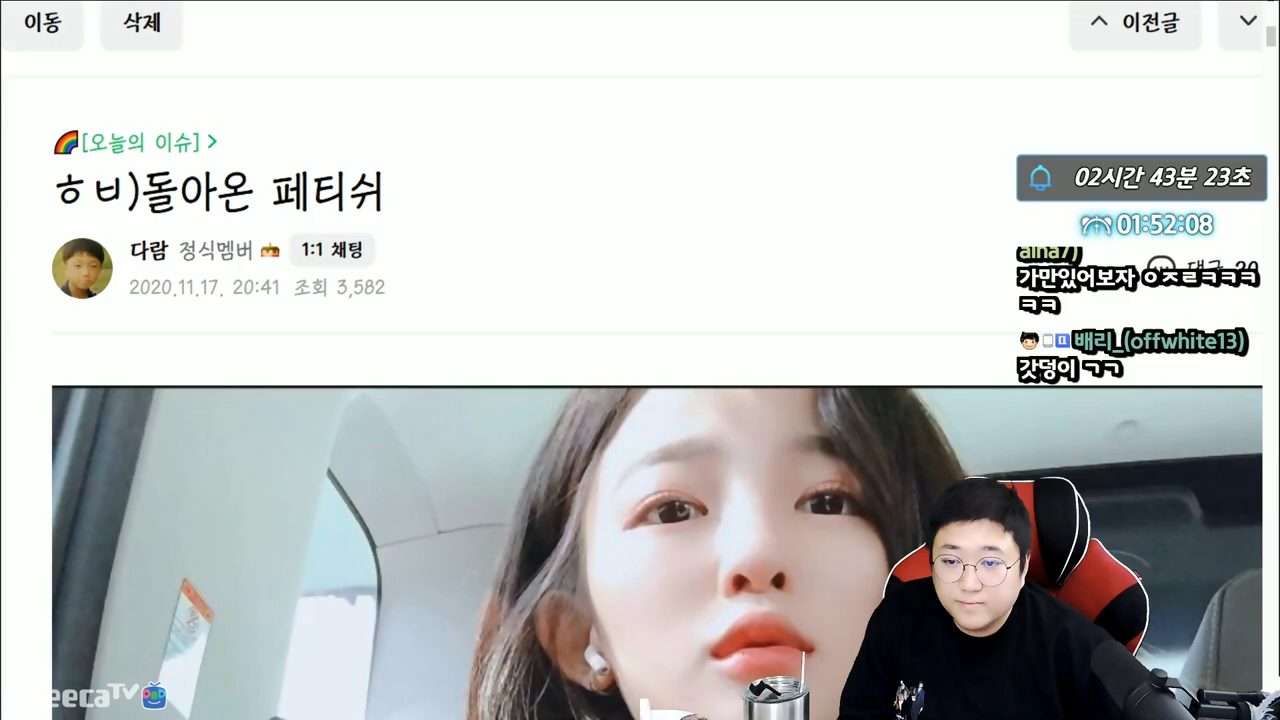 이동
삭제
이전글
[오늘의 이슈] >
ㅎㅂ)돌아온 페티쉬
다람 정식멤버 1:1 채팅
2020.11.17. 20:41 조회 3,582
02시간 43분 23초
01:52:08
가만있어보자 ㅇㅈㄹㅋㅋㅋ
ㅋㅋ
배리_(offwhite13)
갓덩이 ㄱㄱ
eecaTV